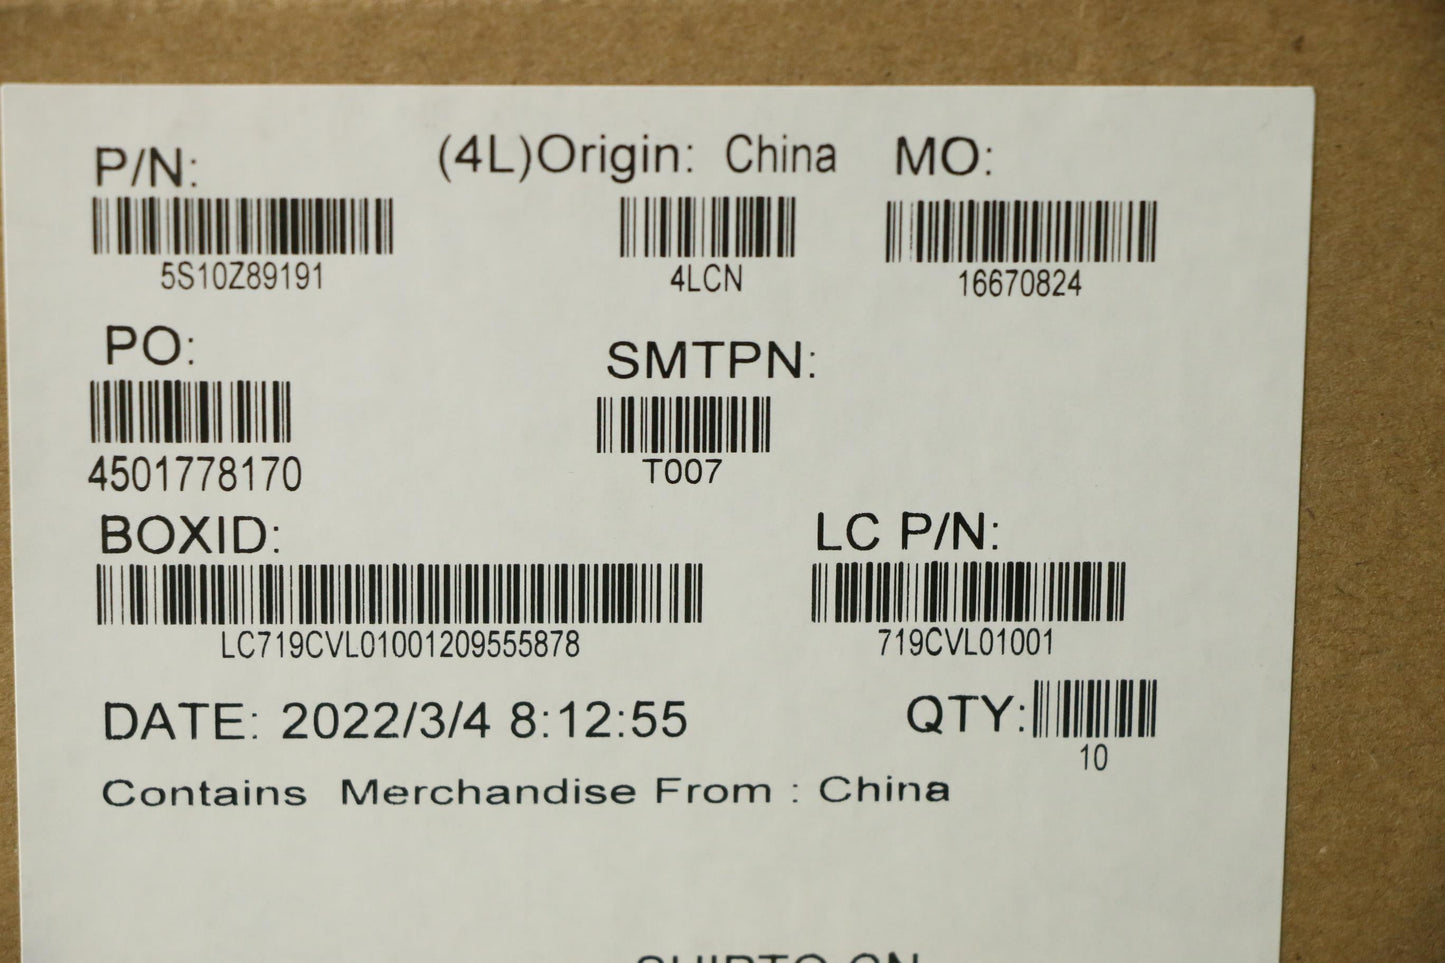 P/N: (4L)Origin: China MO:
5S10Z89191 4LCN 16670824
PO: SMTPN:
4501778170 T007
BOXID: LC P/N:
LC719CVL01001209555878 719CVL01001
DATE: 2022/3/4 8:12:55 QTY:
10
Contains Merchandise From : China